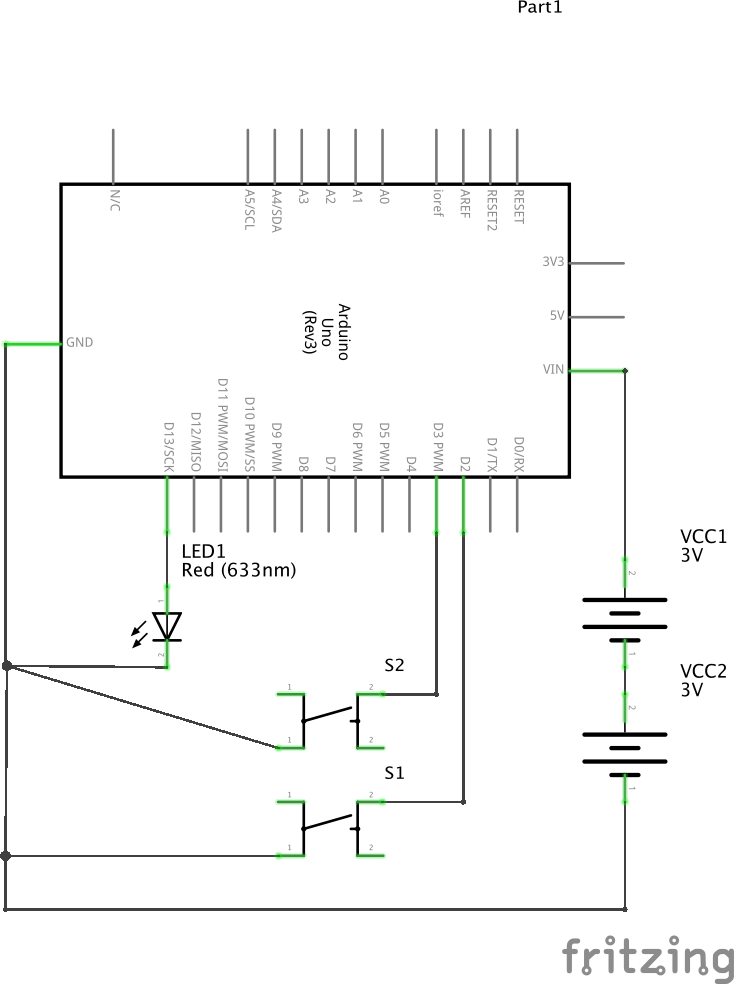 Part1
N/C
A5/SCL
A4/SDA
A3
A2
A1
A0
ioref
AREF
RESET2
RESET
3V3
5V
VIN
GND
Arduino
Uno
(Rev3)
D13/SCK
D12/MISO
D11 PWM/MOSI
D10 PWM/SS
D9 PWM
D8
D7
D6 PWM
D5 PWM
D4
D3 PWM
D2
D1/TX
D0/RX
LED1
Red (633nm)
1
2
VCC1
3V
2
1
VCC2
3V
2
1
S2
1
2
1
2
S1
1
2
1
2
fritzing